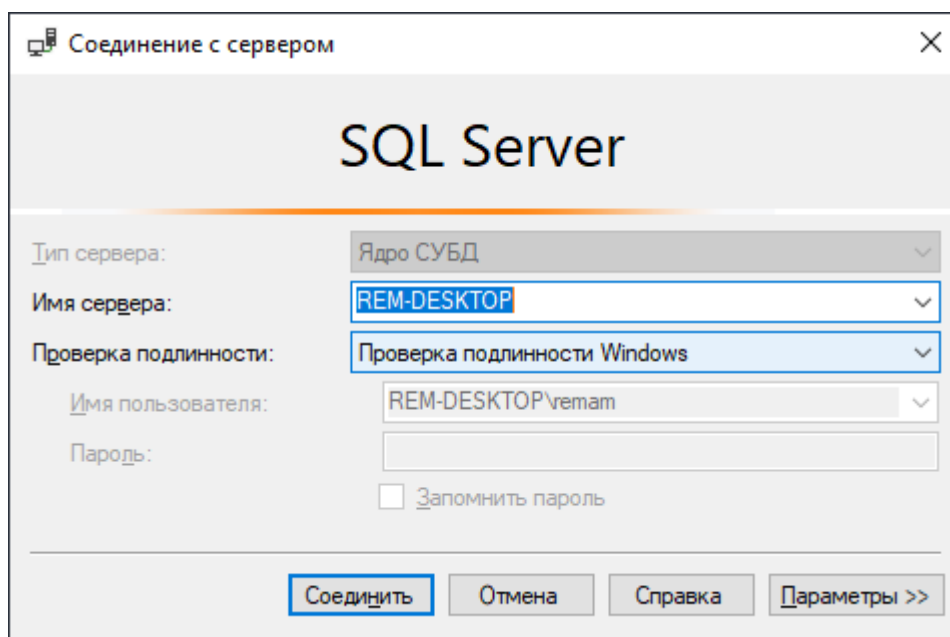 Соединение с сервером
SQL Server
Тип сервера: Ядро СУБД
Имя сервера: REM-DESKTOP
Проверка подлинности: Проверка подлинности Windows
Имя пользователя: REM-DESKTOP\remam
Пароль:
Запомнить пароль
Соединить Отмена Справка Параметры >>